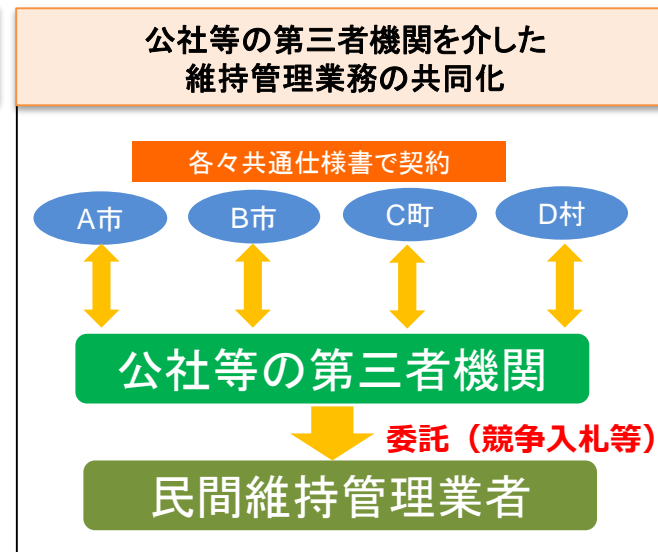 公社等の第三者機関を介した
維持管理業務の共同化
各々共通仕様書で契約
A市
B市
C町
D村
公社等の第三者機関
委託（競争入札等）
民間維持管理業者